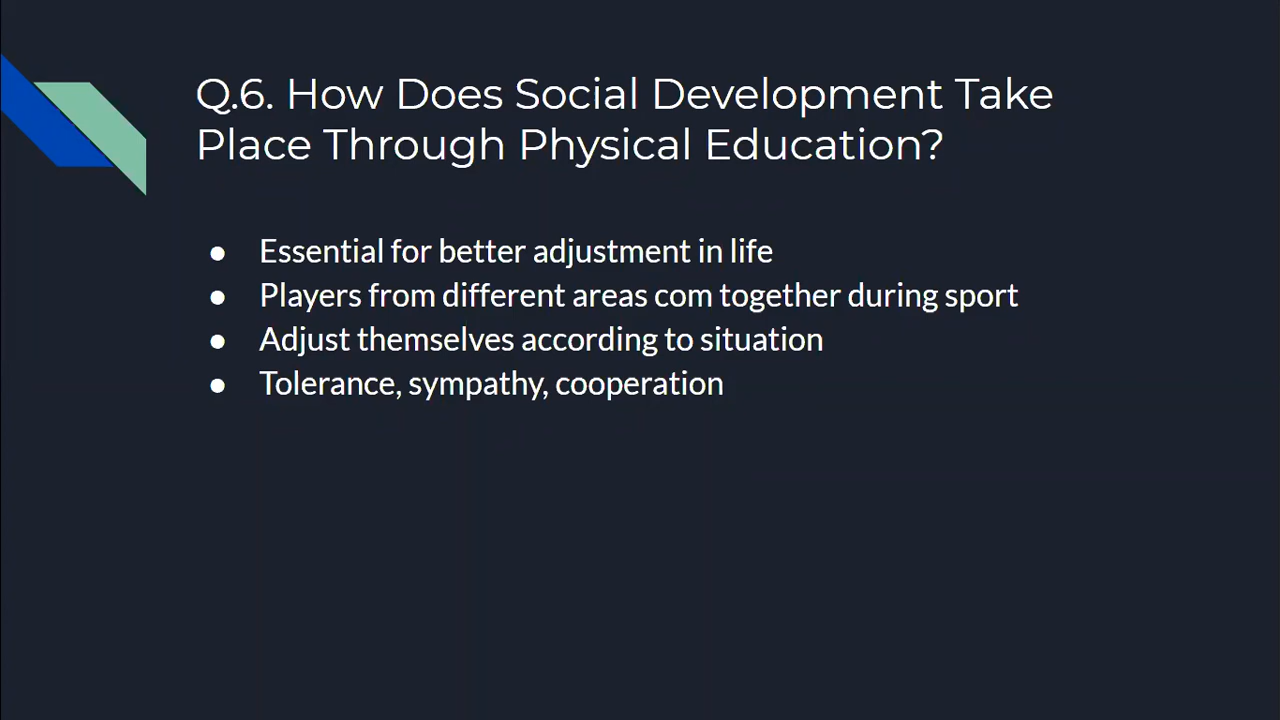 Q.6. How Does Social Development Take
Place Through Physical Education?
● Essential for better adjustment in life
● Players from different areas com together during sport
● Adjust themselves according to situation
● Tolerance, sympathy, cooperation